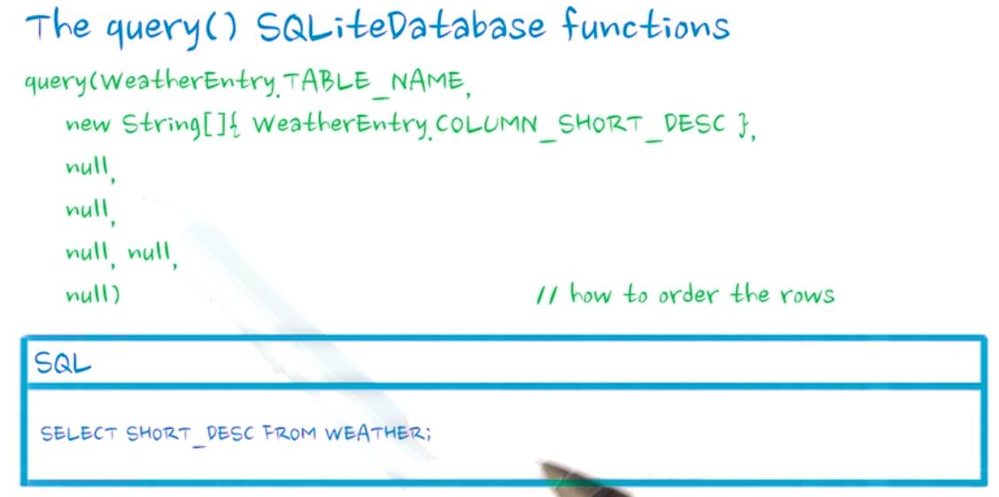 The query() SQLiteDatabase functions
query(WeatherEntry.TABLE_NAME,
new String[]{ WeatherEntry.COLUMN_SHORT_DESC },
null,
null,
null, null,
null) // how to order the rows
SQL
SELECT SHORT_DESC FROM WEATHER;